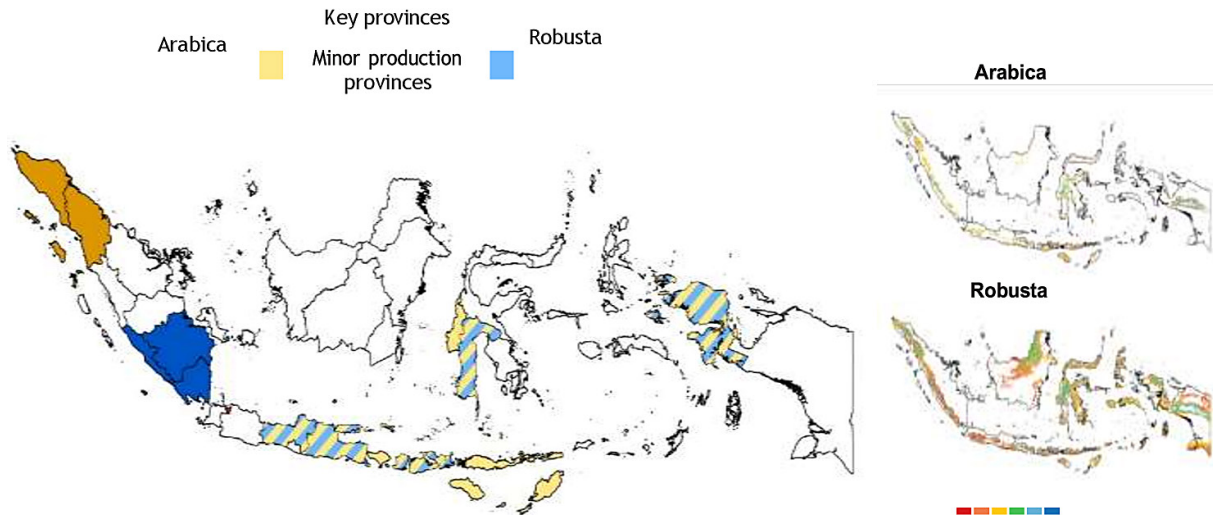 Key provinces
Arabica
Robusta
Minor production
provinces
Arabica
Robusta